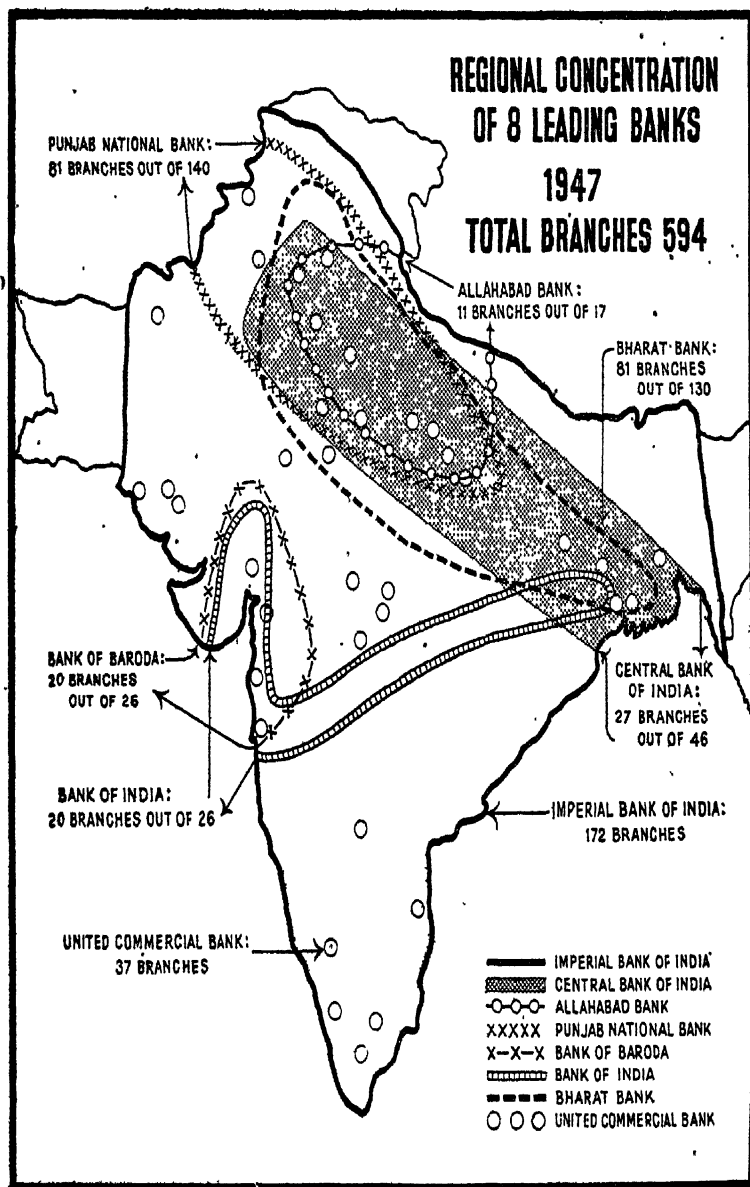 REGIONAL CONCENTRATION
OF 8 LEADING BANKS
1947
TOTAL BRANCHES 594
PUNJAB NATIONAL BANK:
81 BRANCHES OUT OF 140
ALLAHABAD BANK:
11 BRANCHES OUT OF 17
BHARAT BANK:
81 BRANCHES
OUT OF 130
BANK OF BARODA:
20 BRANCHES
OUT OF 26
CENTRAL BANK
OF INDIA:
27 BRANCHES
OUT OF 46
BANK OF INDIA:
20 BRANCHES OUT OF 26
IMPERIAL BANK OF INDIA:
172 BRANCHES
UNITED COMMERCIAL BANK:
37 BRANCHES
IMPERIAL BANK OF INDIA
CENTRAL BANK OF INDIA
ALLAHABAD BANK
XXXXX PUNJAB NATIONAL BANK
X-X-X BANK OF BARODA
BANK OF INDIA
BHARAT BANK
UNITED COMMERCIAL BANK